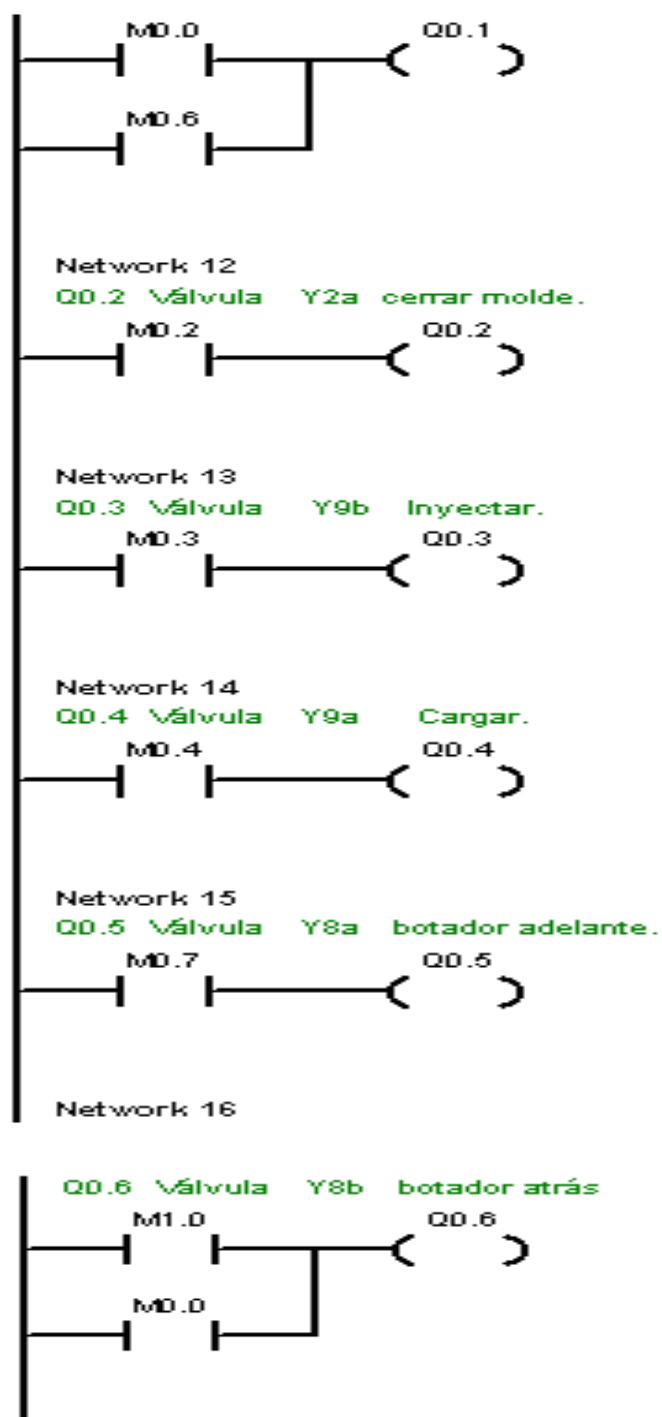 M0.0 Q0.1
M0.6
Network 12
Q0.2 Válvula Y2a cerrar molde.
M0.2 Q0.2
Network 13
Q0.3 Válvula Y9b Inyectar.
M0.3 Q0.3
Network 14
Q0.4 Válvula Y9a Cargar.
M0.4 Q0.4
Network 15
Q0.5 Válvula Y8a botador adelante.
M0.7 Q0.5
Network 16
Q0.6 Válvula Y8b botador atrás
M1.0 Q0.6
M0.0